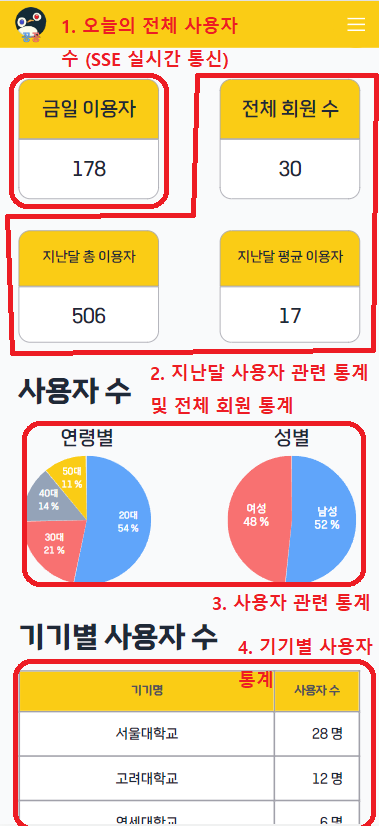 꿈꿍
1. 오늘의 전체 사용자
수 (SSE 실시간 통신)
금일 이용자
전체 회원 수
178
30
지난달 총 이용자
지난달 평균 이용자
506
17
2. 지난달 사용자 관련 통계
및 전체 회원 통계
사용자 수
연령별
성별
50대
11 %
40대
14 %
20대
54 %
30대
21 %
여성
48 %
남성
52 %
3. 사용자 관련 통계
기기별 사용자 수
4. 기기별 사용자
통계
기기명
사용자 수
서울대학교
28 명
고려대학교
12 명
연세대학교
6 명